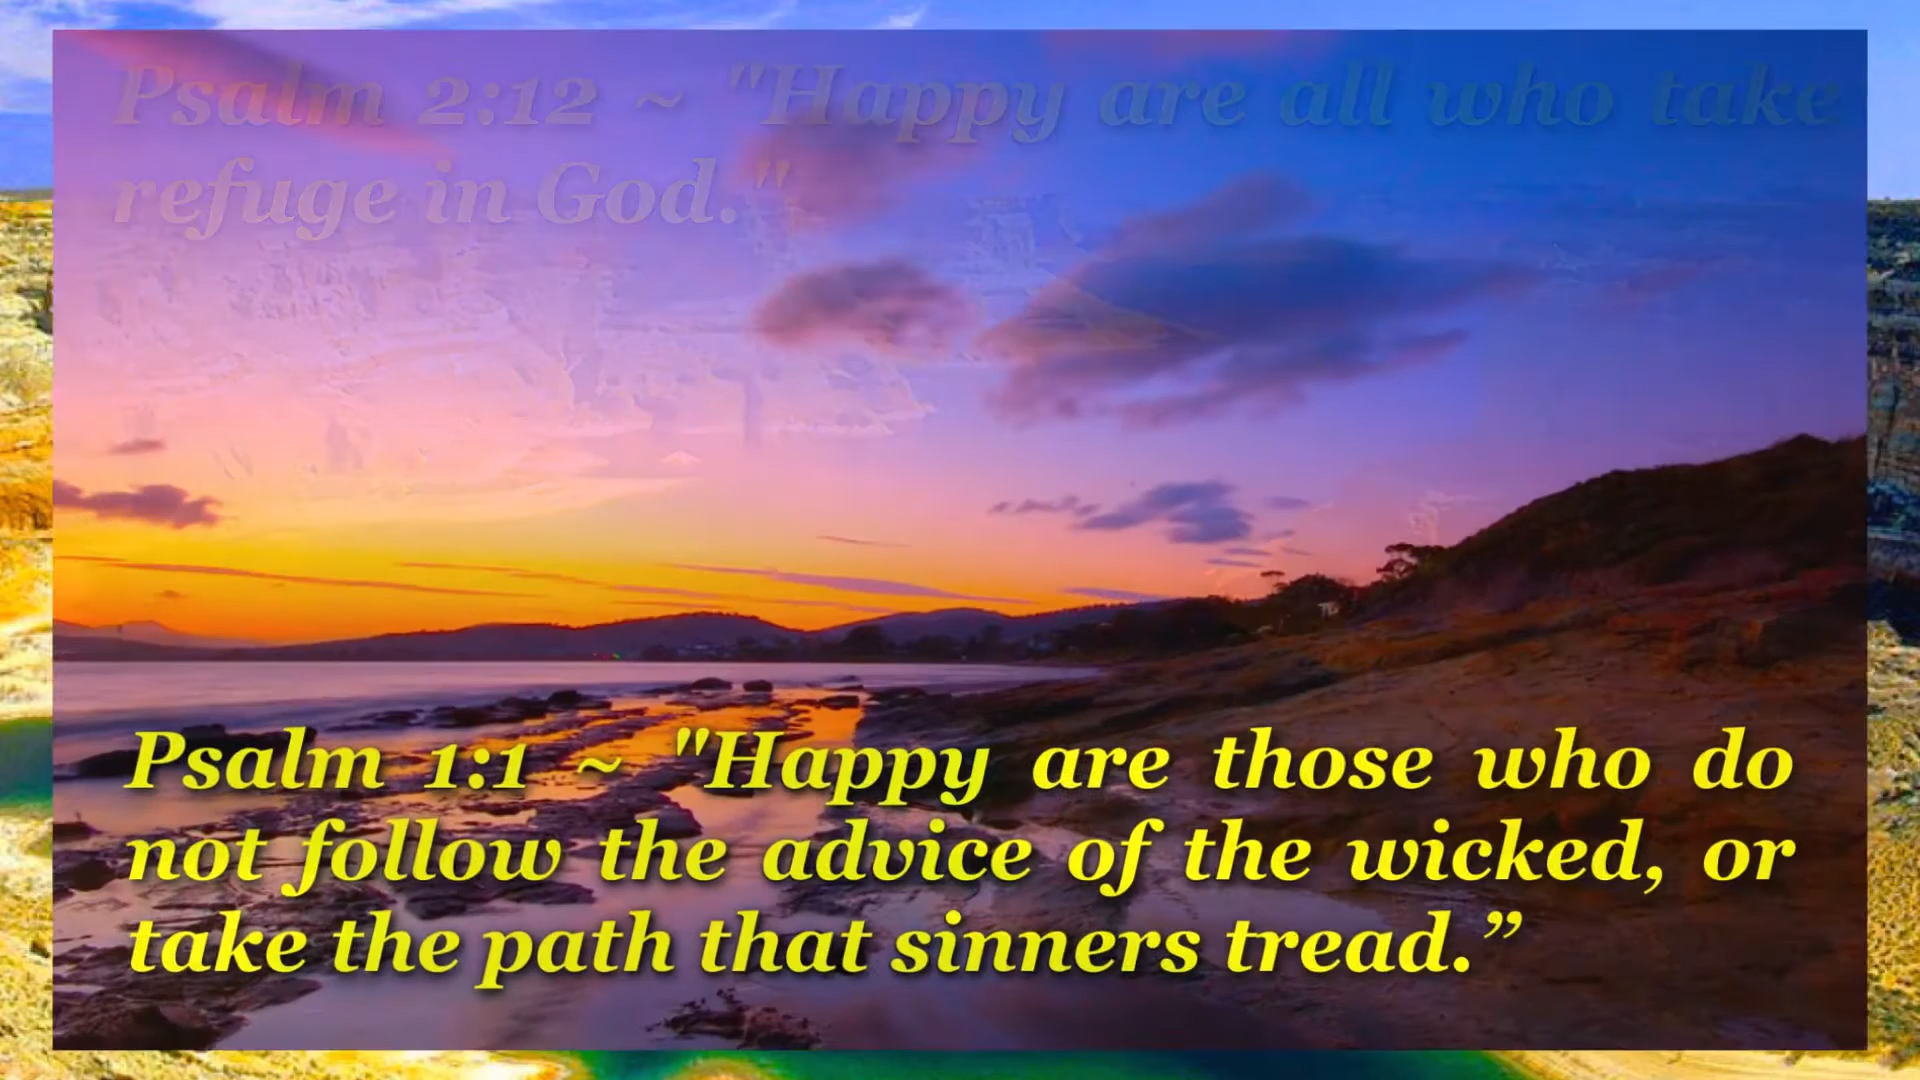 Psalm 2:12 ~ "Happy are all who take
refuge in God."
Psalm 1:1 ~ "Happy are those who do
not follow the advice of the wicked, or
take the path that sinners tread.”